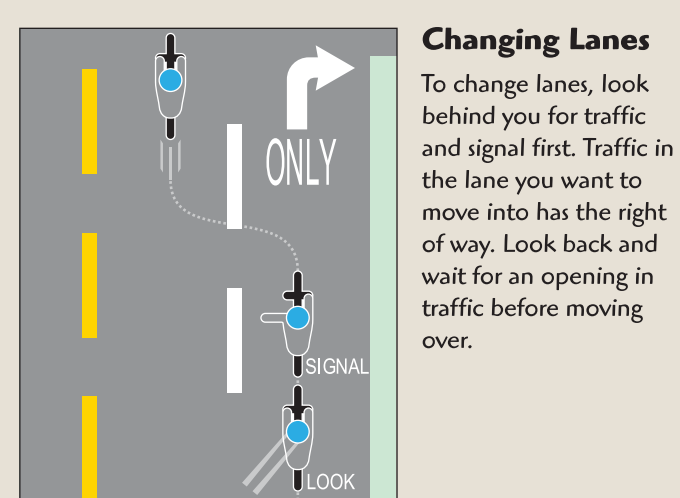 Changing Lanes
To change lanes, look
behind you for traffic
and signal first. Traffic in
the lane you want to
move into has the right
of way. Look back and
wait for an opening in
traffic before moving
over.
ONLY
SIGNAL
LOOK